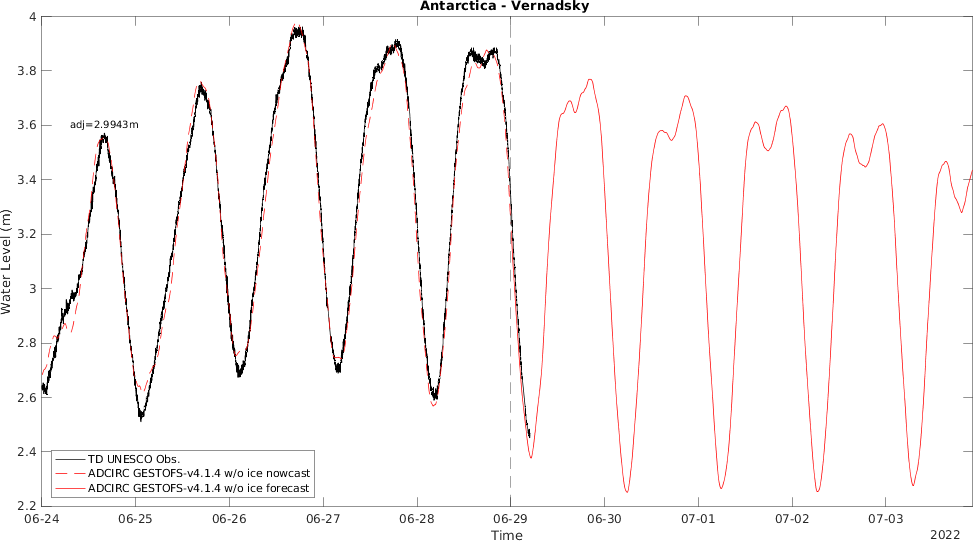 Antarctica - Vernadsky
4
3.8
3.6
3.4
3.2
3
2.8
2.6
2.4
2.2
Water Level (m)
adj=2.9943m
TD UNESCO Obs.
ADCIRC GESTOFS-v4.1.4 w/o ice nowcast
ADCIRC GESTOFS-v4.1.4 w/o ice forecast
06-24 06-25 06-26 06-27 06-28 06-29 06-30 07-01 07-02 07-03
Time
2022